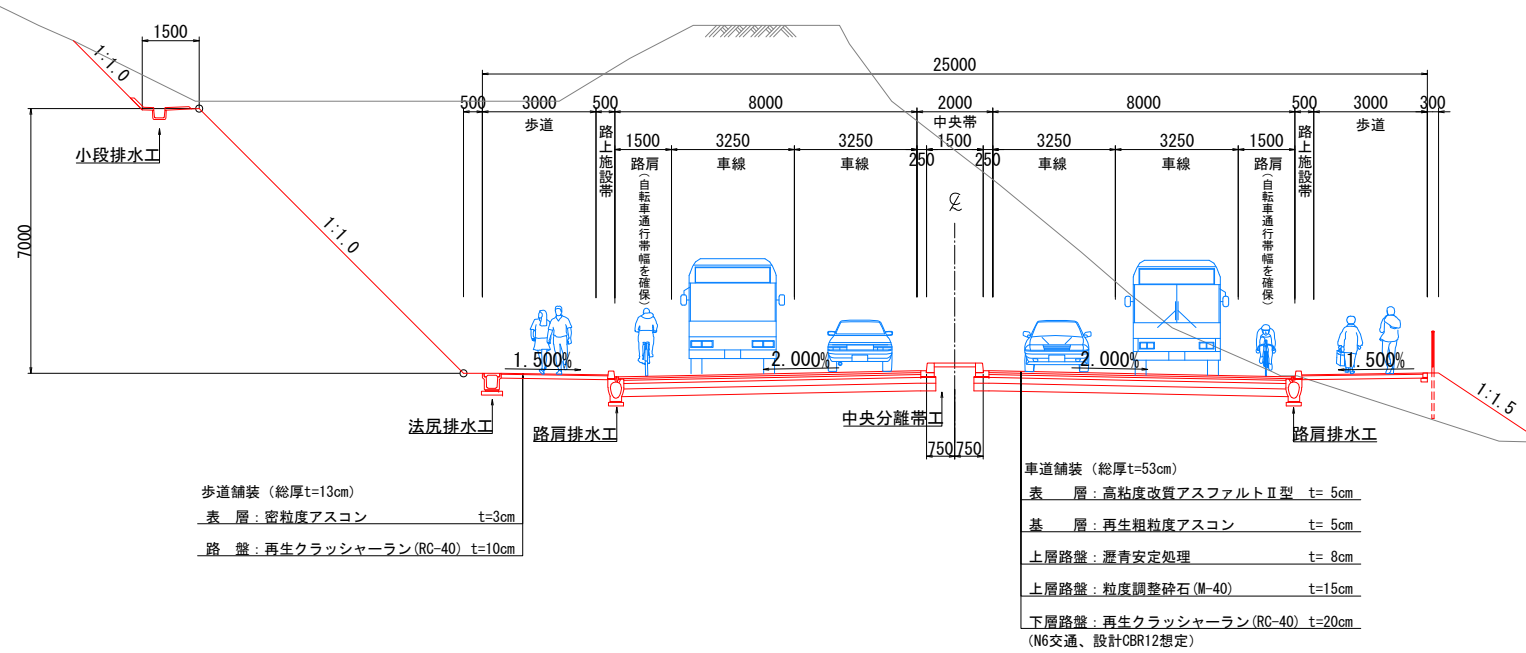 1500
1:1.0
25000
500
3000
500
8000
2000
8000
500
3000
300
歩道
中央帯
歩道
路上施設帯
1500
3250
3250
250
1500
250
3250
3250
1500
路上施設帯
路肩
車線
車線
車線
車線
路肩
(自転車通行帯幅を確保)
(自転車通行帯幅を確保)
小段排水工
CL
7000
1:1.0
1.500%
2.000%
2.000%
1.500%
1:1.5
法尻排水工
路肩排水工
中央分離帯工
路肩排水工
750
750
歩道舗装 (総厚t=13cm)
表 層:密粒度アスコン t=3cm
路 盤:再生クラッシャーラン(RC-40) t=10cm
車道舗装 (総厚t=53cm)
表 層:高粘度改質アスファルトⅡ型 t= 5cm
基 層:再生粗粒度アスコン t= 5cm
上層路盤:瀝青安定処理 t= 8cm
上層路盤:粒度調整砕石(M-40) t=15cm
下層路盤:再生クラッシャーラン(RC-40) t=20cm
(N6交通、設計CBR12想定)